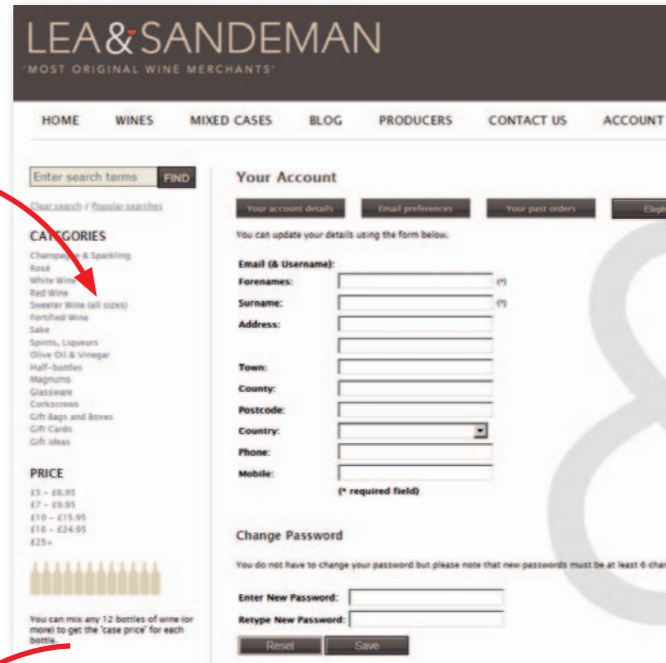 LEA & SANDEMAN
'MOST ORIGINAL WINE MERCHANTS'
HOME WINES MIXED CASES BLOG PRODUCERS CONTACT US ACCOUNT
Enter search terms FIND
Clear search / Popular searches
CATEGORIES
Champagne & Sparkling
Rosé
White Wine
Red Wine
Sweeter Wine (all sizes)
Fortified Wine
Sake
Spirits, Liqueurs
Olive Oil & Vinegar
Half-bottles
Magnums
Glassware
Corkscrews
Gift Bags and Boxes
Gift Cards
Gift ideas
PRICE
£5 - £6.95
£7 - £9.95
£10 - £15.95
£16 - £24.95
£25+
You can mix any 12 bottles of wine (or
more) to get the 'case price' for each
bottle.
Your Account
Your account details Email preferences Your past orders
You can update your details using the form below.
Email (& Username):
Forenames: (*)
Surname: (*)
Address:
Town:
County:
Postcode:
Country:
Phone:
Mobile:
(* required field)
Change Password
You do not have to change your password but please note that new passwords must be at least 6
Enter New Password:
Retype New Password:
Reset Save
&